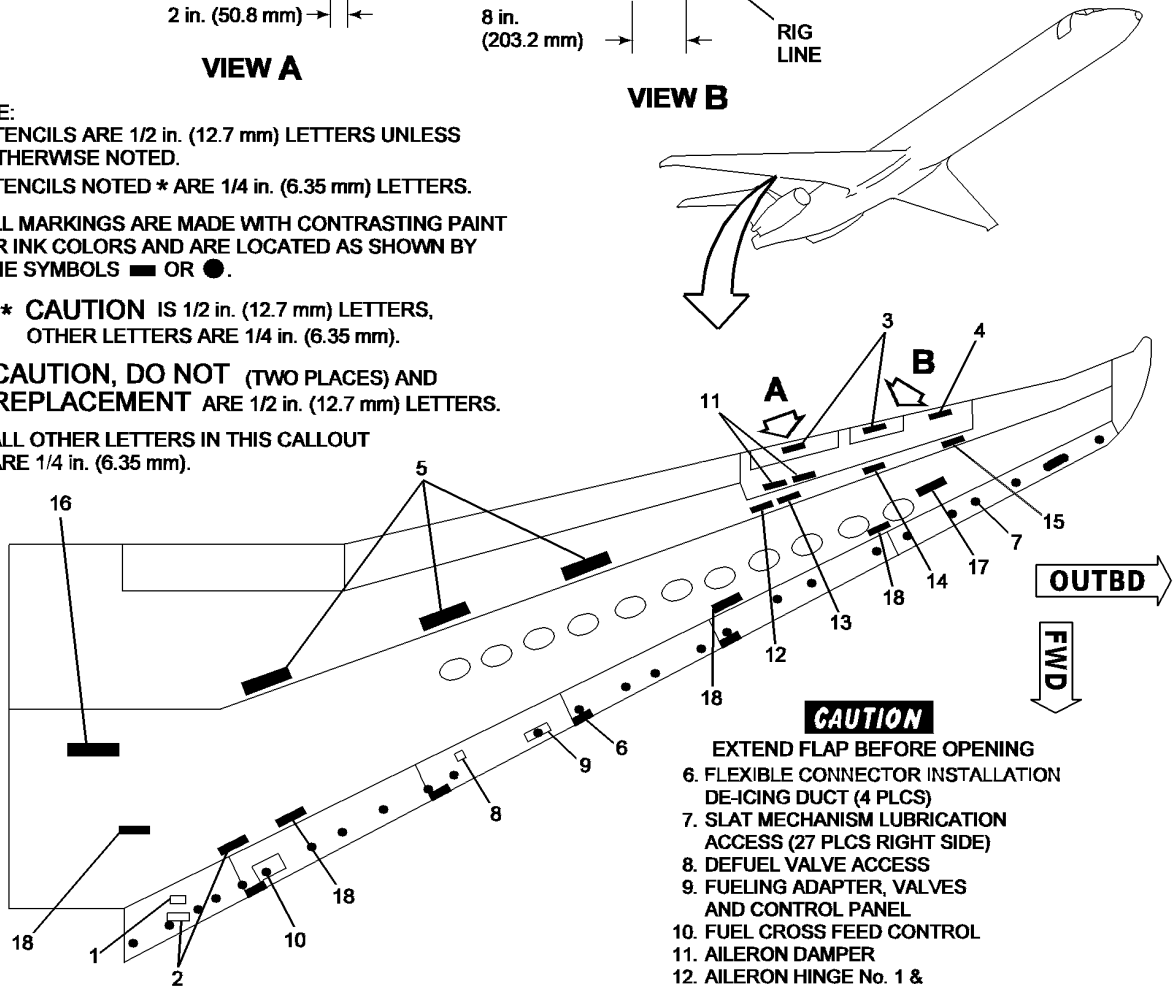 2 in. (50.8 mm)
VIEW A
8 in.
(203.2 mm)
RIG
LINE
VIEW B
E:
TENCILS ARE 1/2 in. (12.7 mm) LETTERS UNLESS
THERWISE NOTED.
TENCILS NOTED * ARE 1/4 in. (6.35 mm) LETTERS.
LL MARKINGS ARE MADE WITH CONTRASTING PAINT
R INK COLORS AND ARE LOCATED AS SHOWN BY
HE SYMBOLS ▬ OR ●.
* CAUTION IS 1/2 in. (12.7 mm) LETTERS,
OTHER LETTERS ARE 1/4 in. (6.35 mm).
CAUTION, DO NOT (TWO PLACES) AND
REPLACEMENT ARE 1/2 in. (12.7 mm) LETTERS.
ALL OTHER LETTERS IN THIS CALLOUT
ARE 1/4 in. (6.35 mm).
3
4
B
A
11
5
16
15
7
17
14
18
13
12
18
6
9
8
18
10
18
1
2
OUTBD
FWD
CAUTION
EXTEND FLAP BEFORE OPENING
6. FLEXIBLE CONNECTOR INSTALLATION
DE-ICING DUCT (4 PLCS)
7. SLAT MECHANISM LUBRICATION
ACCESS (27 PLCS RIGHT SIDE)
8. DEFUEL VALVE ACCESS
9. FUELING ADAPTER, VALVES
AND CONTROL PANEL
10. FUEL CROSS FEED CONTROL
11. AILERON DAMPER
12. AILERON HINGE No. 1 &